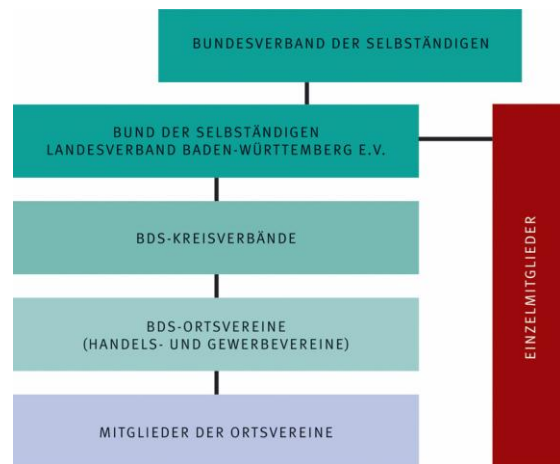 BUNDESVERBAND DER SELBSTÄNDIGEN
BUND DER SELBSTÄNDIGEN
LANDESVERBAND BADEN-WÜRTTEMBERG E.V.
BDS-KREISVERBÄNDE
BDS-ORTSVEREINE
(HANDELS- UND GEWERBEVEREINE)
MITGLIEDER DER ORTSVEREINE
EINZELMITGLIEDER